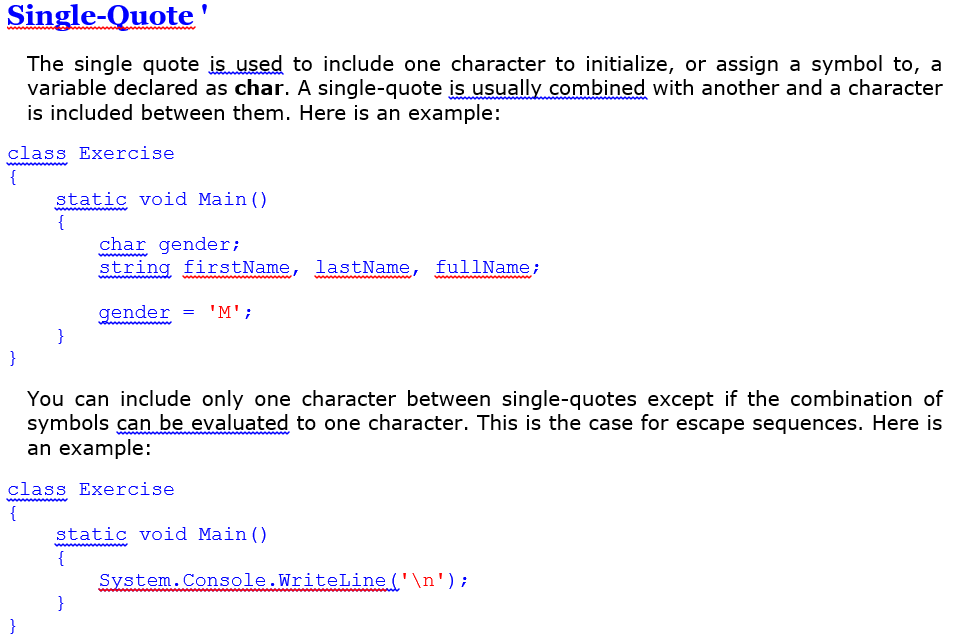 Single-Quote '
The single quote is used to include one character to initialize, or assign a symbol to, a
variable declared as char. A single-quote is usually combined with another and a character
is included between them. Here is an example:
class Exercise
{
    static void Main()
    {
        char gender;
        string firstName, lastName, fullName;

        gender = 'M';
    }
}
You can include only one character between single-quotes except if the combination of
symbols can be evaluated to one character. This is the case for escape sequences. Here is
an example:
class Exercise
{
    static void Main()
    {
        System.Console.WriteLine('\n');
    }
}